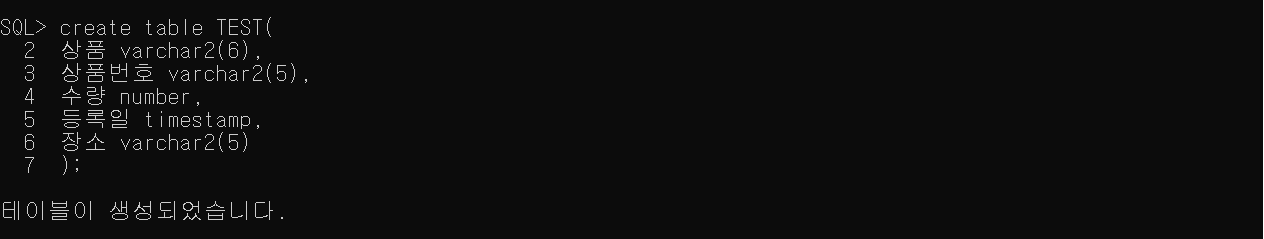 SQL> create table TEST(
  2  상품 varchar2(6),
  3  상품번호 varchar2(5),
  4  수량 number,
  5  등록일 timestamp,
  6  장소 varchar2(5)
  7  );
테이블이 생성되었습니다.